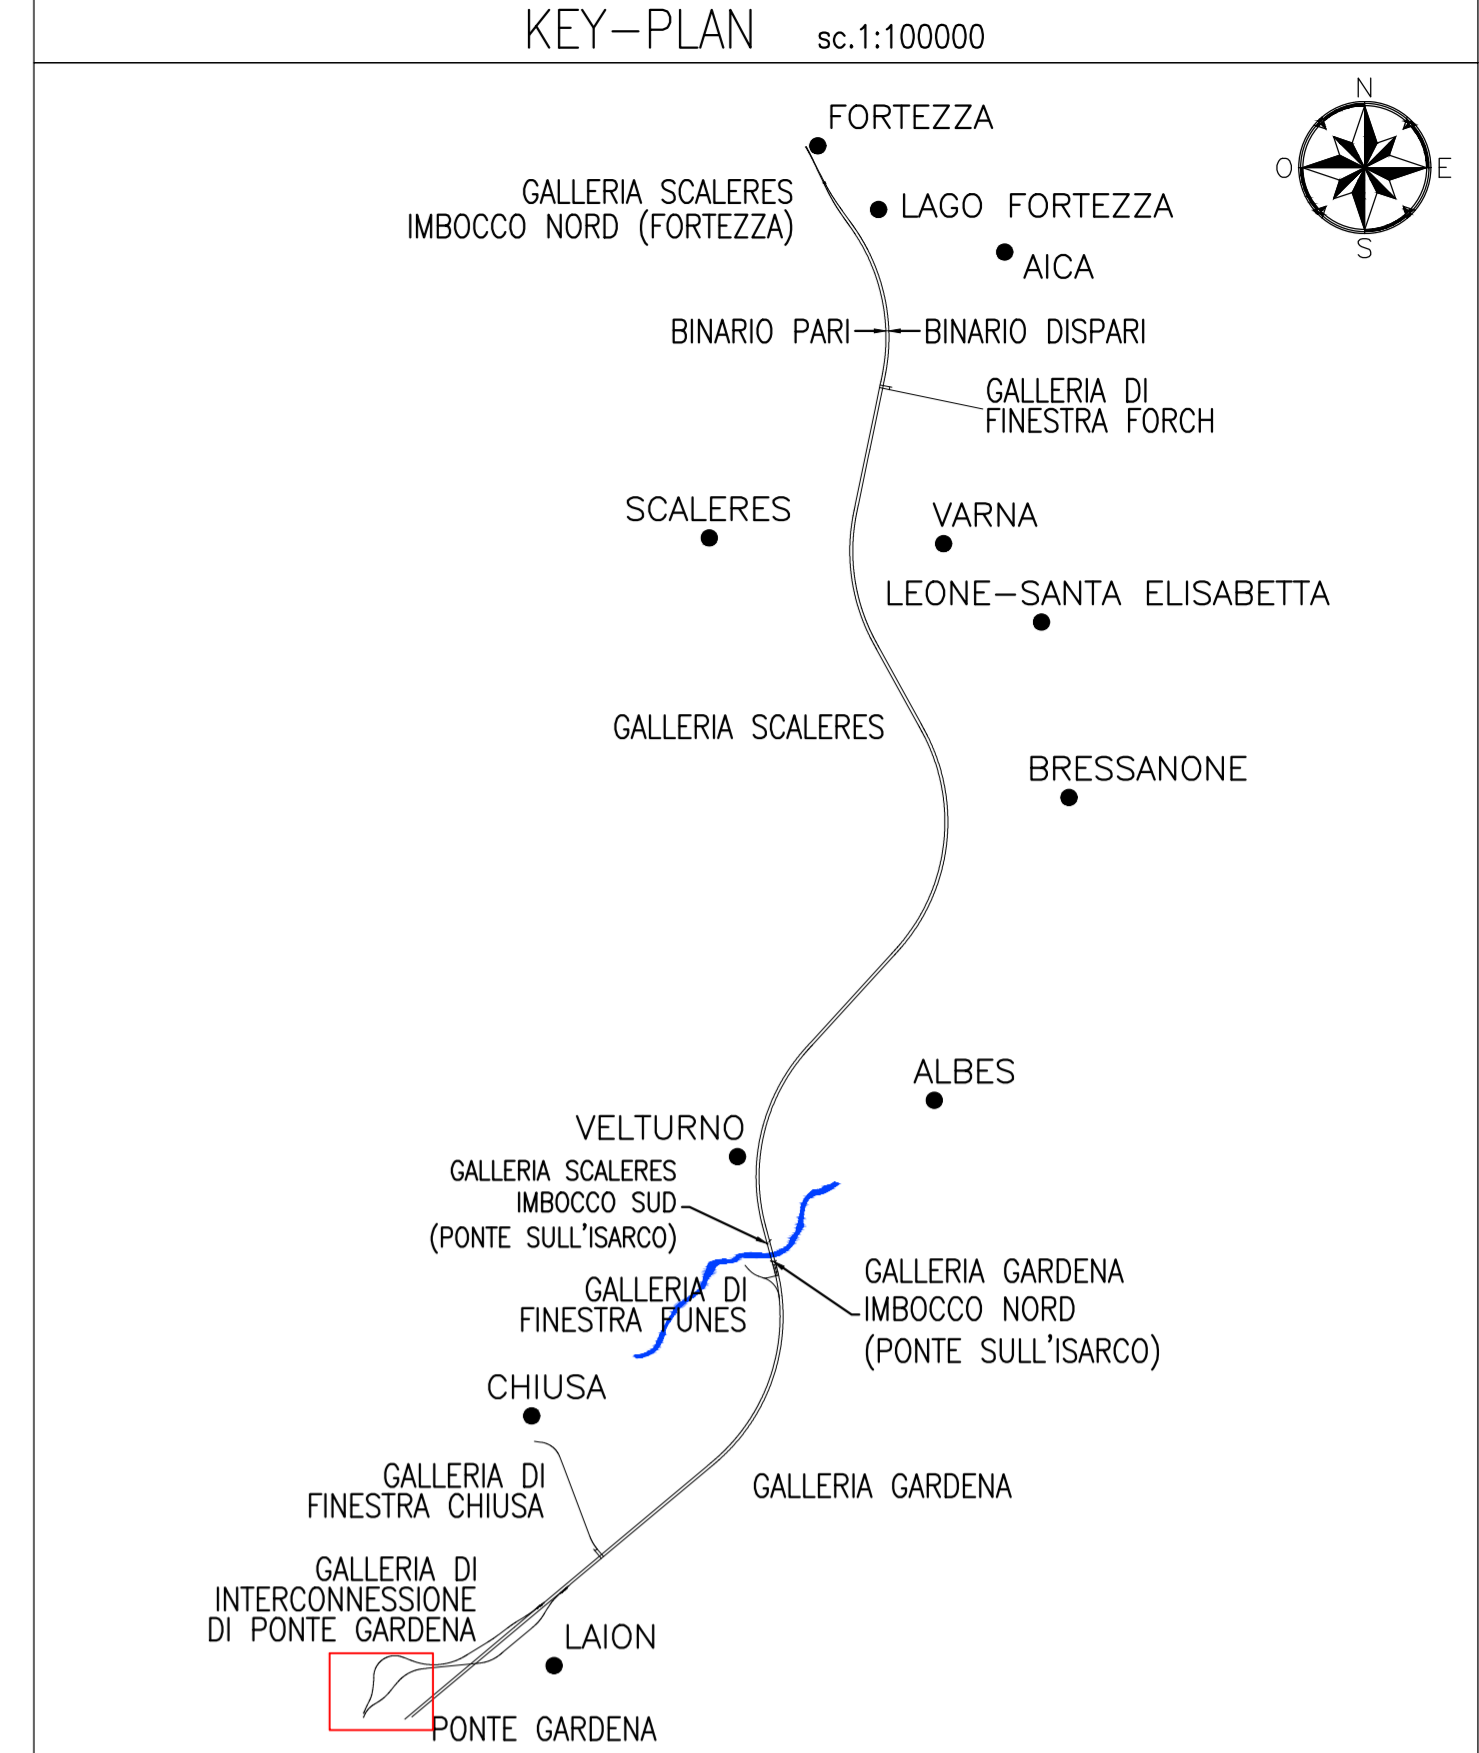 KEY-PLAN sc.1:100000
N
O
E
S
FORTEZZA
GALLERIA SCALERES
IMBOCCO NORD (FORTEZZA)
LAGO FORTEZZA
AICA
BINARIO PARI
BINARIO DISPARI
GALLERIA DI
FINESTRA FORCH
SCALERES
VARNA
LEONE-SANTA ELISABETTA
GALLERIA SCALERES
BRESSANONE
ALBES
VELTURNO
GALLERIA SCALERES
IMBOCCO SUD
(PONTE SULL'ISARCO)
GALLERIA DI
FINESTRA FUNES
GALLERIA GARDENA
IMBOCCO NORD
(PONTE SULL'ISARCO)
CHIUSA
GALLERIA DI
FINESTRA CHIUSA
GALLERIA GARDENA
GALLERIA DI
INTERCONNESSIONE
DI PONTE GARDENA
LAION
PONTE GARDENA